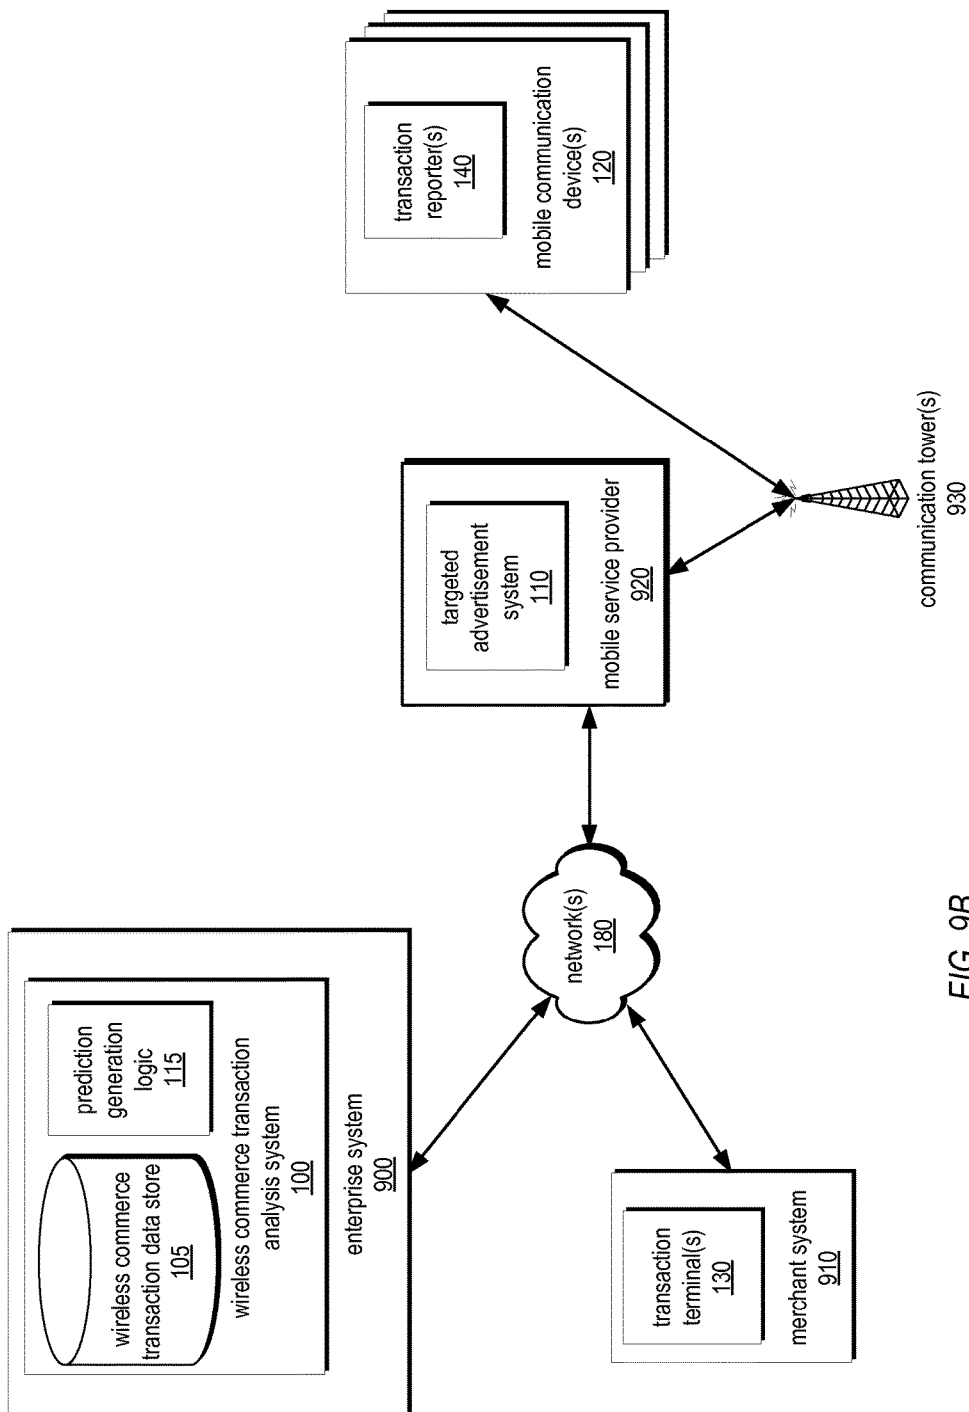 wireless commerce
transaction data store
105
prediction
generation
logic
115
wireless commerce transaction
analysis system
100
enterprise system
900
transaction
terminal(s)
130
merchant system
910
network(s)
180
targeted
advertisement
system
110
mobile service provider
920
transaction
reporter(s)
140
mobile communication
device(s)
120
communication tower(s)
930
FIG. 9B